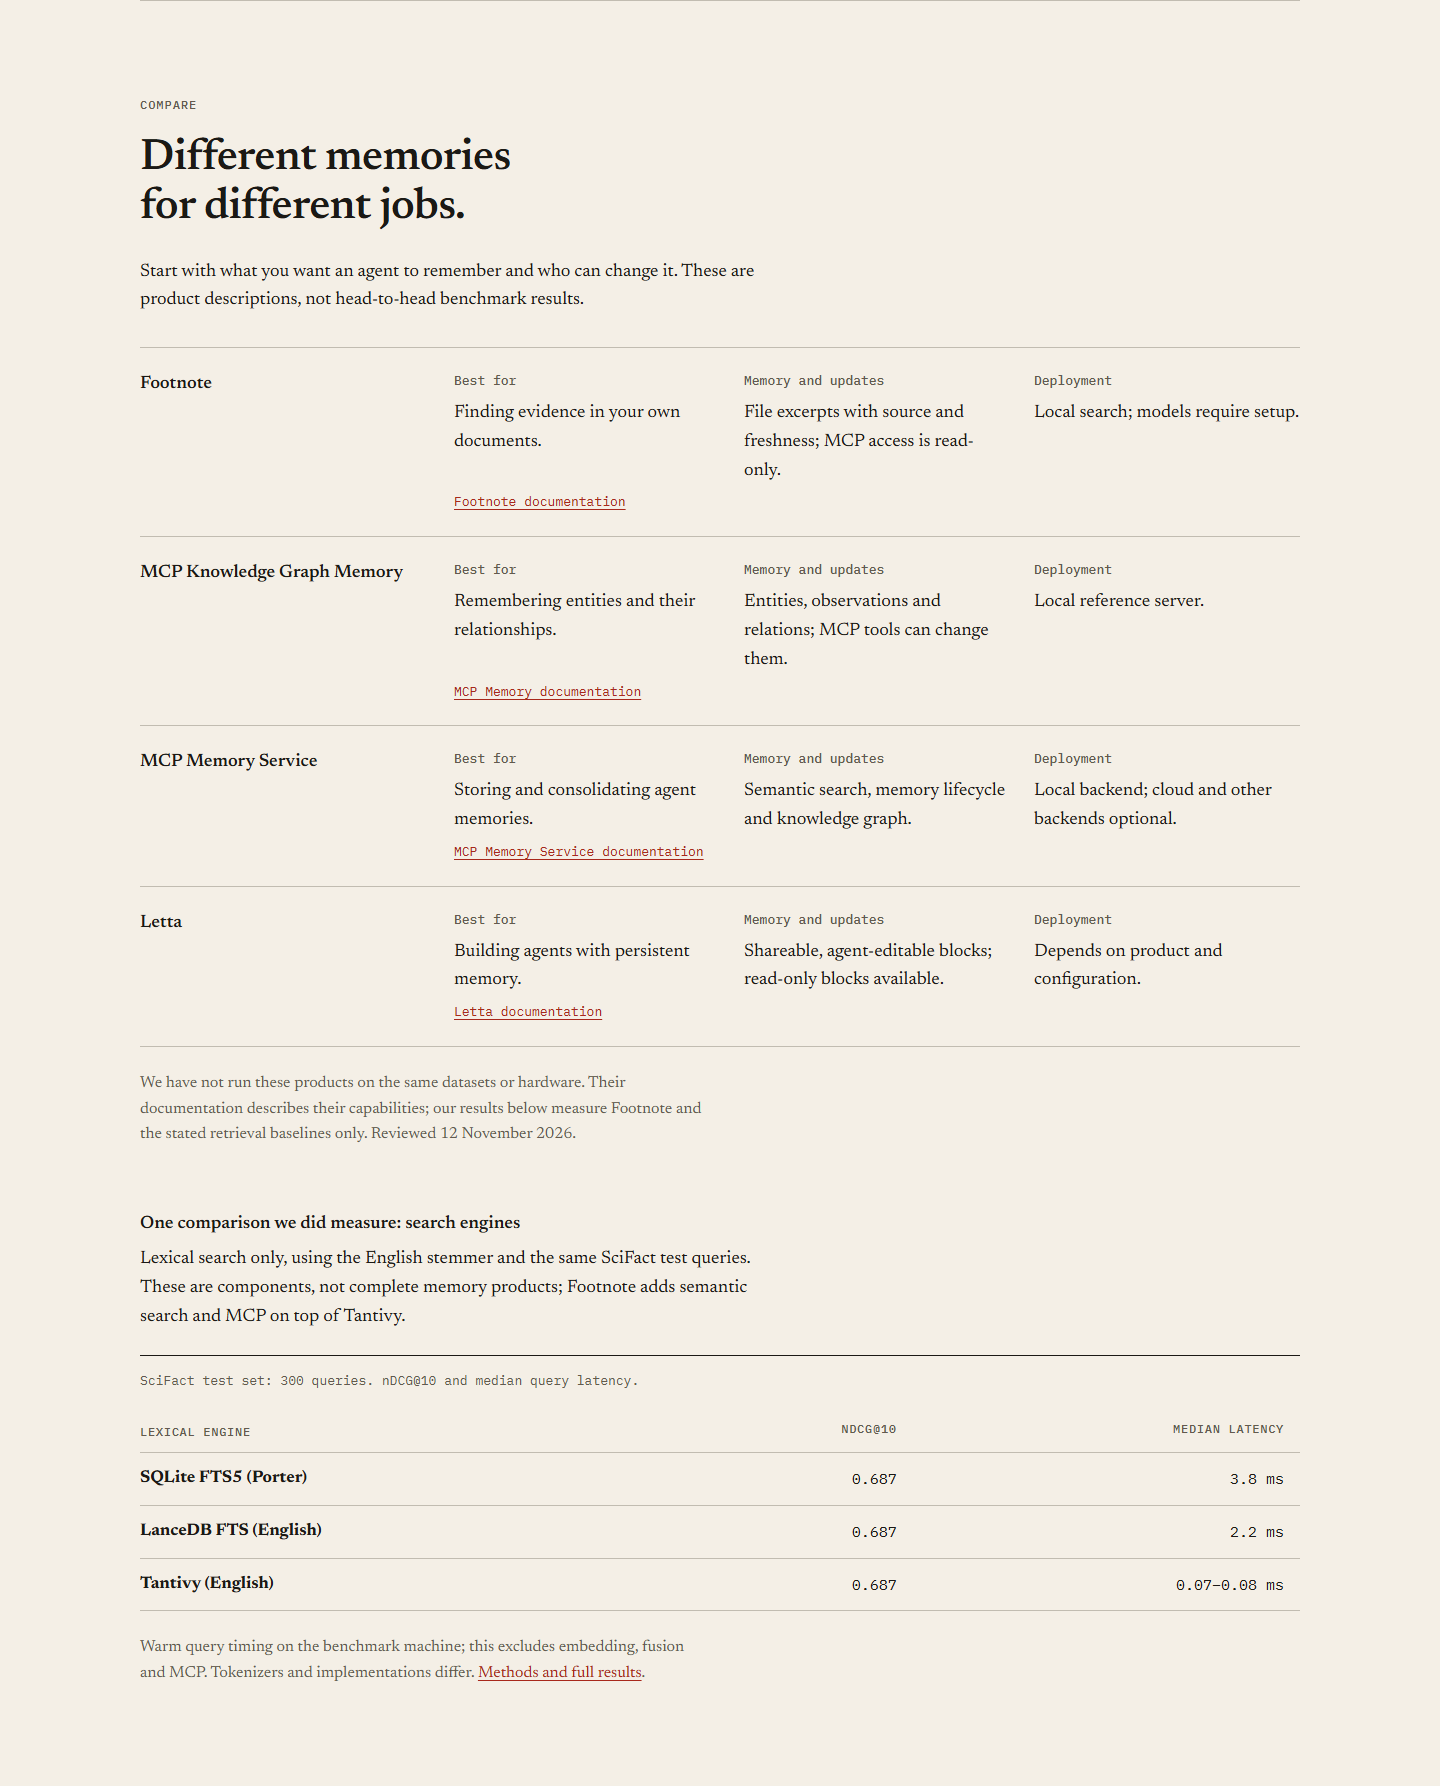 COMPARE
Different memories
for different jobs.
Start with what you want an agent to remember and who can change it. These are
product descriptions, not head-to-head benchmark results.
Footnote
Best for
Finding evidence in your own
documents.
Footnote documentation
Memory and updates
File excerpts with source and
freshness; MCP access is read-
only.
Deployment
Local search; models require setup.
MCP Knowledge Graph Memory
Best for
Remembering entities and their
relationships.
MCP Memory documentation
Memory and updates
Entities, observations and
relations; MCP tools can change
them.
Deployment
Local reference server.
MCP Memory Service
Best for
Storing and consolidating agent
memories.
MCP Memory Service documentation
Memory and updates
Semantic search, memory lifecycle
and knowledge graph.
Deployment
Local backend; cloud and other
backends optional.
Letta
Best for
Building agents with persistent
memory.
Letta documentation
Memory and updates
Shareable, agent-editable blocks;
read-only blocks available.
Deployment
Depends on product and
configuration.
We have not run these products on the same datasets or hardware. Their
documentation describes their capabilities; our results below measure Footnote and
the stated retrieval baselines only. Reviewed 12 November 2026.
One comparison we did measure: search engines
Lexical search only, using the English stemmer and the same SciFact test queries.
These are components, not complete memory products; Footnote adds semantic
search and MCP on top of Tantivy.
SciFact test set: 300 queries. nDCG@10 and median query latency.
LEXICAL ENGINE NDCG@10 MEDIAN LATENCY
SQLite FTS5 (Porter) 0.687 3.8 ms
LanceDB FTS (English) 0.687 2.2 ms
Tantivy (English) 0.687 0.07–0.08 ms
Warm query timing on the benchmark machine; this excludes embedding, fusion
and MCP. Tokenizers and implementations differ. Methods and full results.